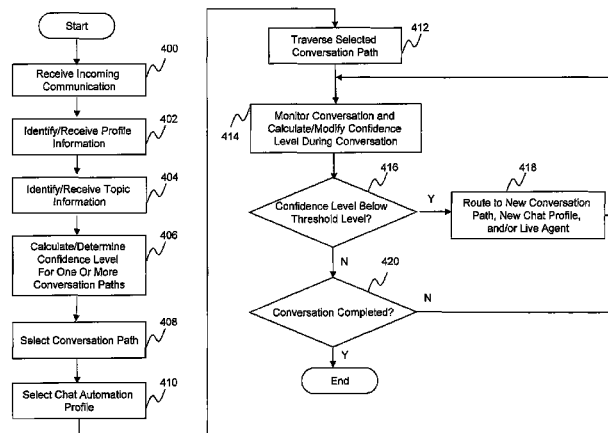 Start
400
Receive Incoming
Communication
402
Identify/Receive Profile
Information
404
Identify/Receive Topic
Information
406
Calculate/Determine
Confidence Level
For One Or More
Conversation Paths
408
Select Conversation Path
410
Select Chat Automation
Profile
412
Traverse Selected
Conversation Path
414
Monitor Conversation and
Calculate/Modify Confidence
Level During Conversation
416
Confidence Level Below
Threshold Level?
Y
418
Route to New Conversation
Path, New Chat Profile,
and/or Live Agent
N
420
Conversation Completed?
N
Y
End